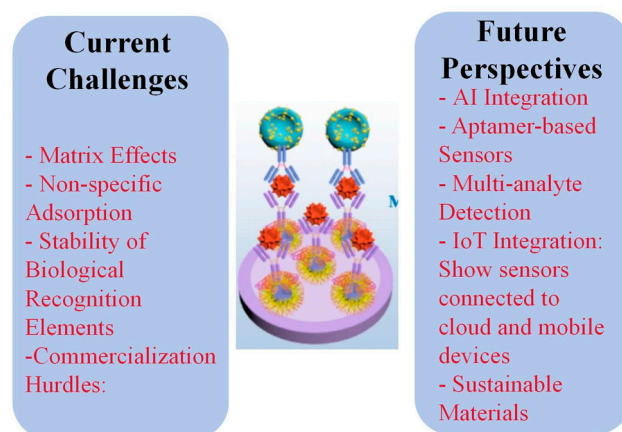 Current
Challenges
- Matrix Effects
- Non-specific
Adsorption
- Stability of
Biological
Recognition
Elements
-Commercialization
Hurdles:
M
Future
Perspectives
- AI Integration
- Aptamer-based
Sensors
- Multi-analyte
Detection
- IoT Integration:
Show sensors
connected to
cloud and mobile
devices
- Sustainable
Materials